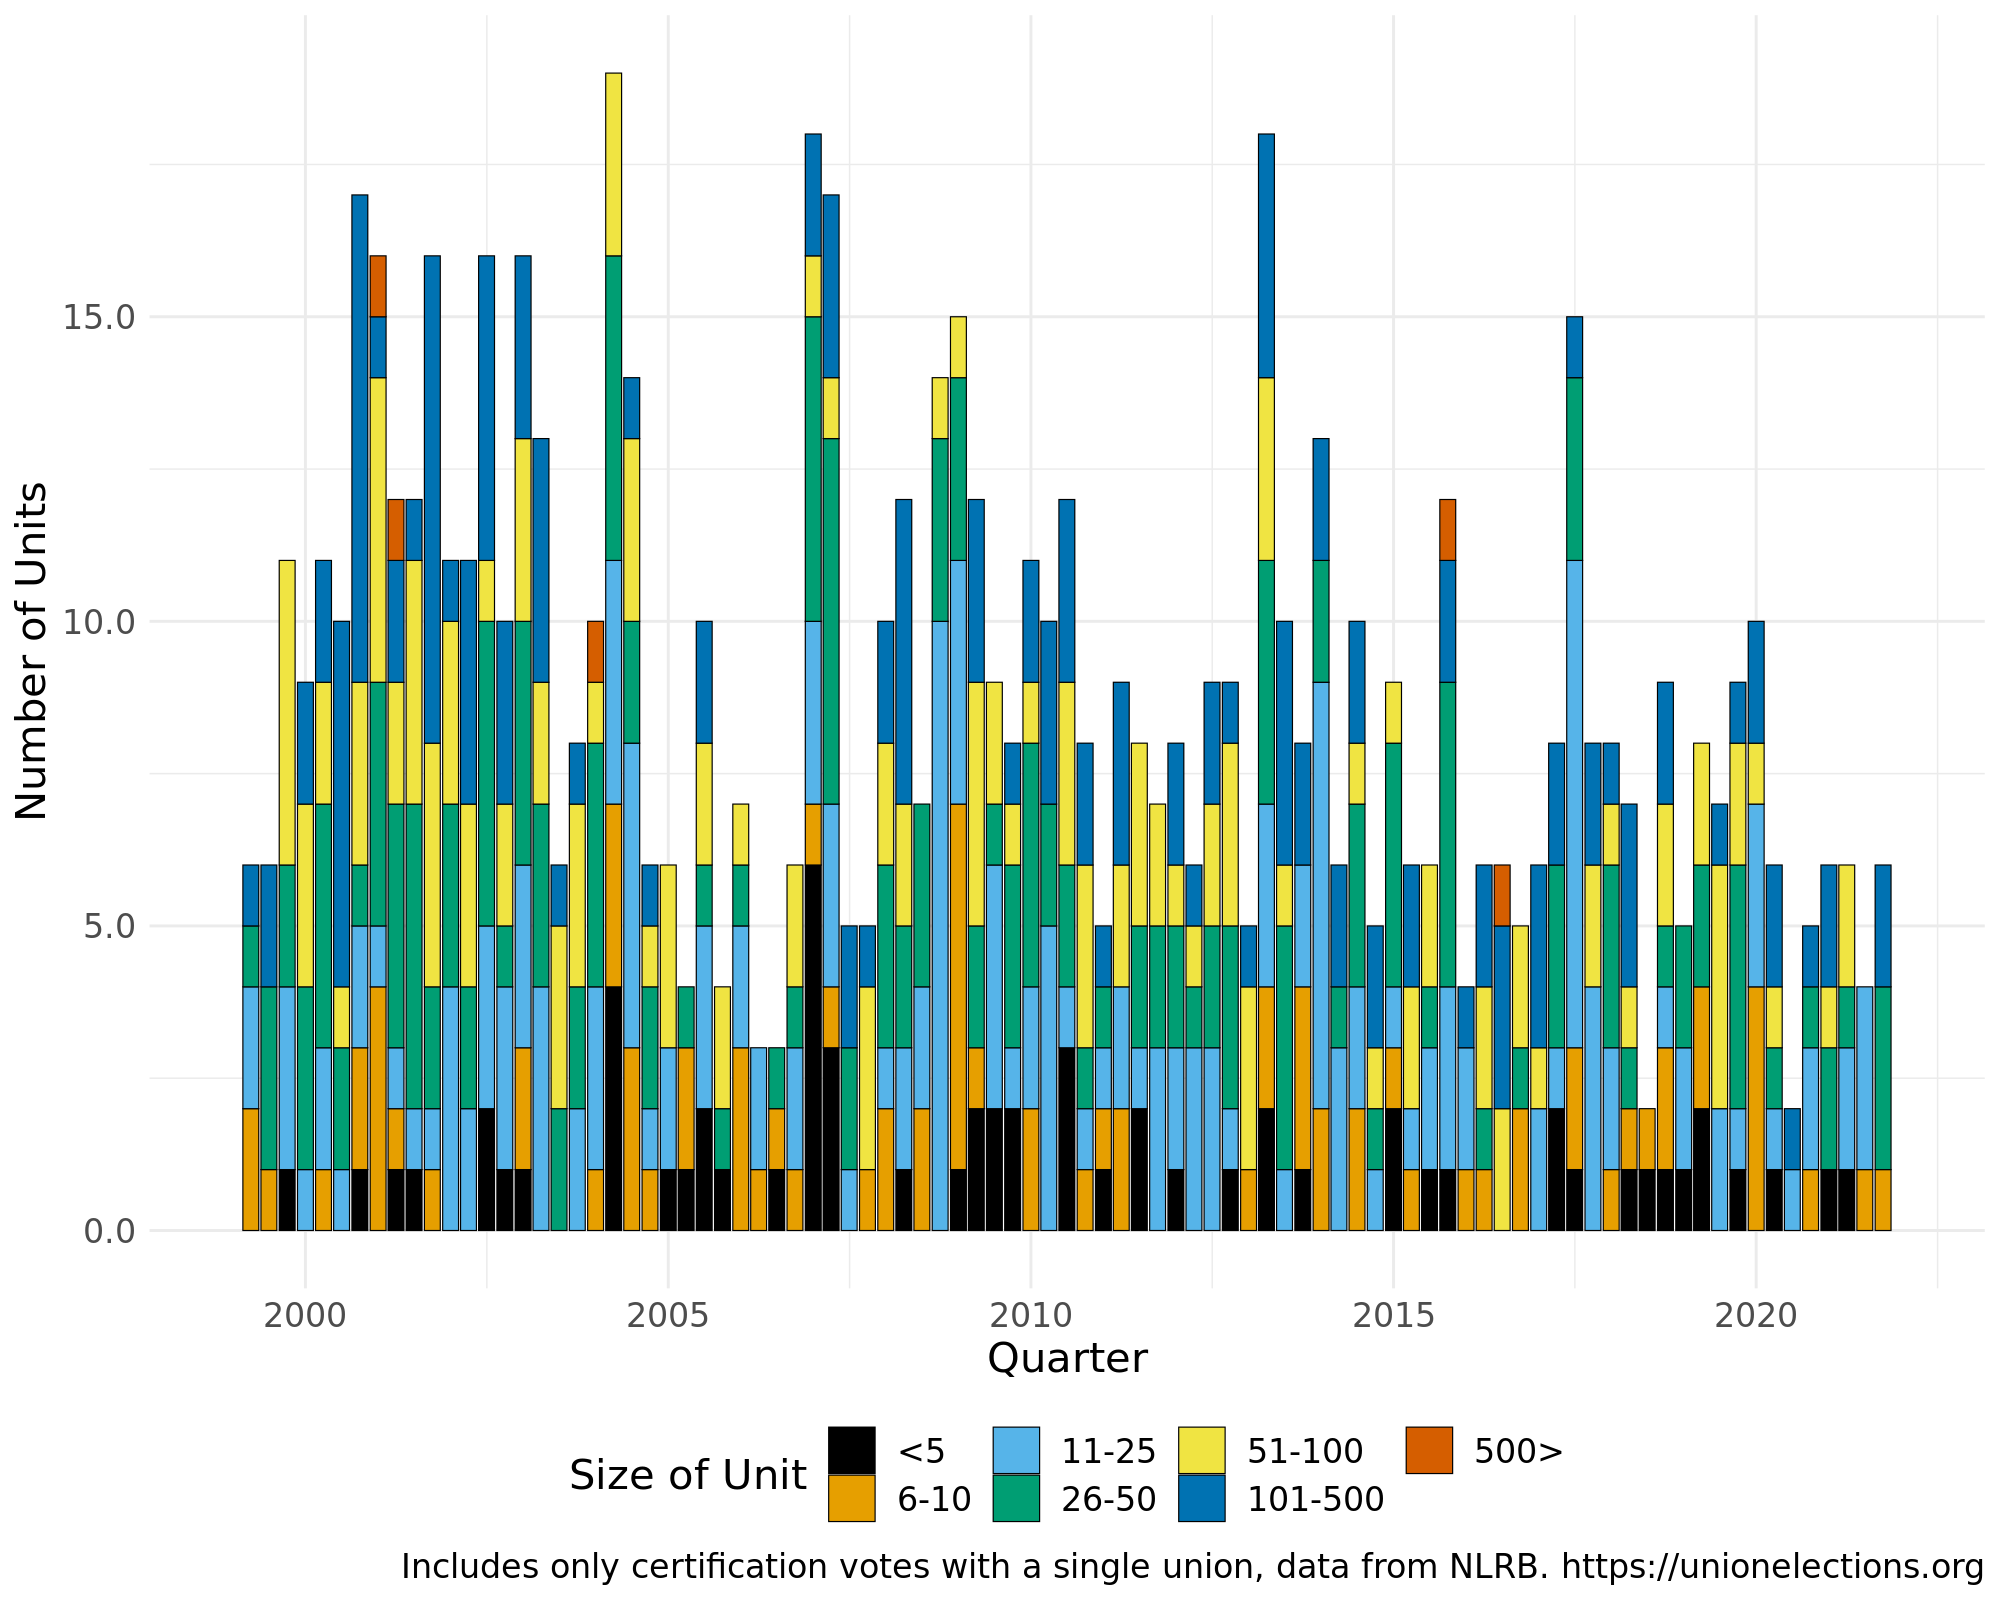 Number of Units
15.0
10.0
5.0
0.0
2000 2005 2010 2015 2020
Quarter
Size of Unit
<5 11-25 51-100 500>
6-10 26-50 101-500
Includes only certification votes with a single union, data from NLRB. https://unionelections.org